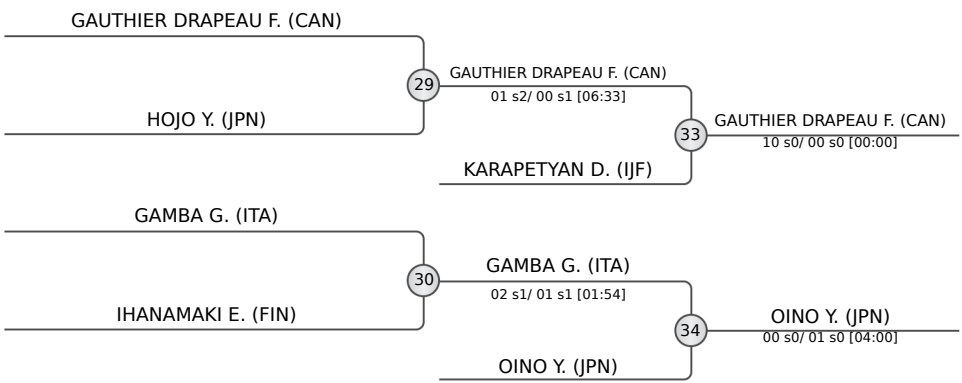 GAUTHIER DRAPEAU F. (CAN)
HOJO Y. (JPN)
29
GAUTHIER DRAPEAU F. (CAN)
01 s2/ 00 s1 [06:33]
KARAPETYAN D. (IJF)
33
GAUTHIER DRAPEAU F. (CAN)
10 s0/ 00 s0 [00:00]
GAMBA G. (ITA)
IHANAMAKI E. (FIN)
30
GAMBA G. (ITA)
02 s1/ 01 s1 [01:54]
OINO Y. (JPN)
34
OINO Y. (JPN)
00 s0/ 01 s0 [04:00]